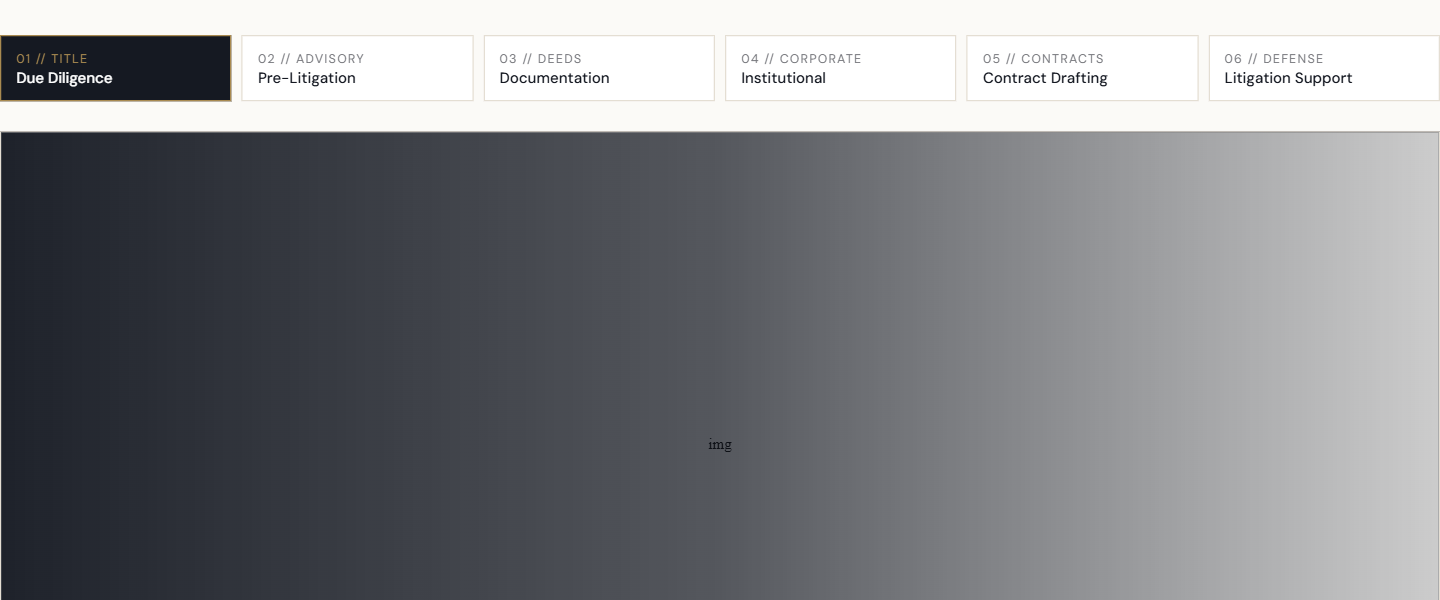 01 // TITLE
Due Diligence
02 // ADVISORY
Pre-Litigation
03 // DEEDS
Documentation
04 // CORPORATE
Institutional
05 // CONTRACTS
Contract Drafting
06 // DEFENSE
Litigation Support
img